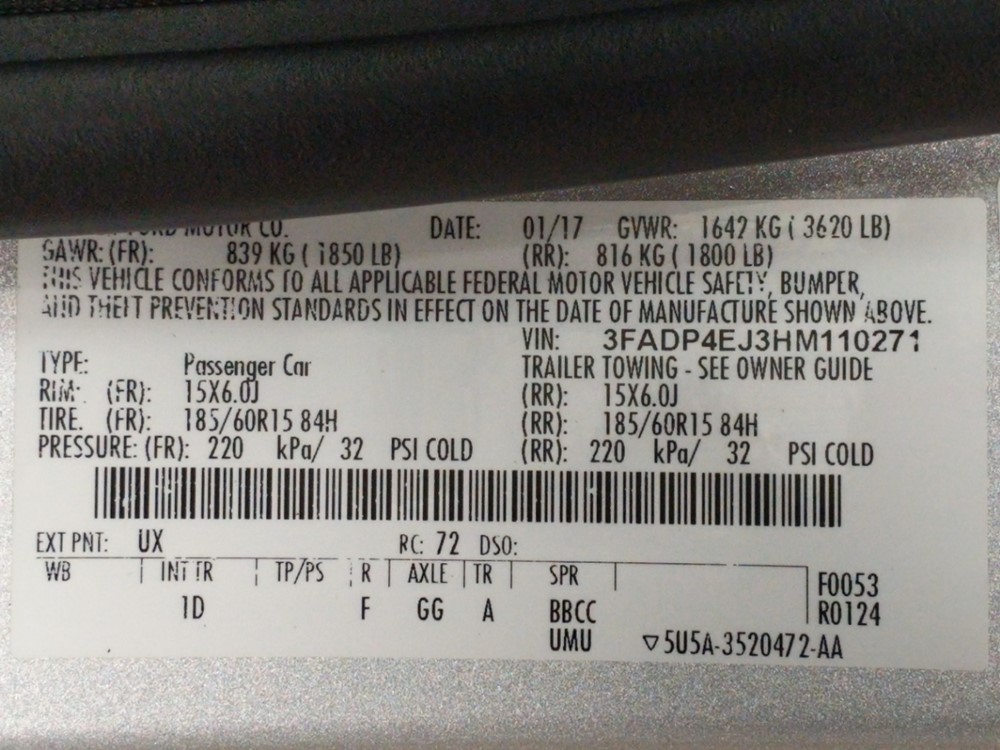 MOTOR CO. DATE: 01/17 GVWR: 1642 KG ( 3620 LB)
GAWR: (FR): 839 KG ( 1850 LB) (RR): 816 KG ( 1800 LB)
THIS VEHICLE CONFORMS TO ALL APPLICABLE FEDERAL MOTOR VEHICLE SAFETY, BUMPER,
AND THEFT PREVENTION STANDARDS IN EFFECT ON THE DATE OF MANUFACTURE SHOWN ABOVE.
VIN: 3FADP4EJ3HM110271
TYPE: Passenger Car TRAILER TOWING - SEE OWNER GUIDE
RIM: (FR): 15X6.0J (RR): 15X6.0J
TIRE. (FR): 185/60R15 84H (RR): 185/60R15 84H
PRESSURE: (FR): 220 kPa/ 32 PSI COLD (RR): 220 kPa/ 32 PSI COLD
EXT PNT: UX RC: 72 DSO:
WB INT TR TP/PS R AXLE TR SPR F0053
1D F GG A BBCC R0124
UMU ▽5U5A-3520472-AA